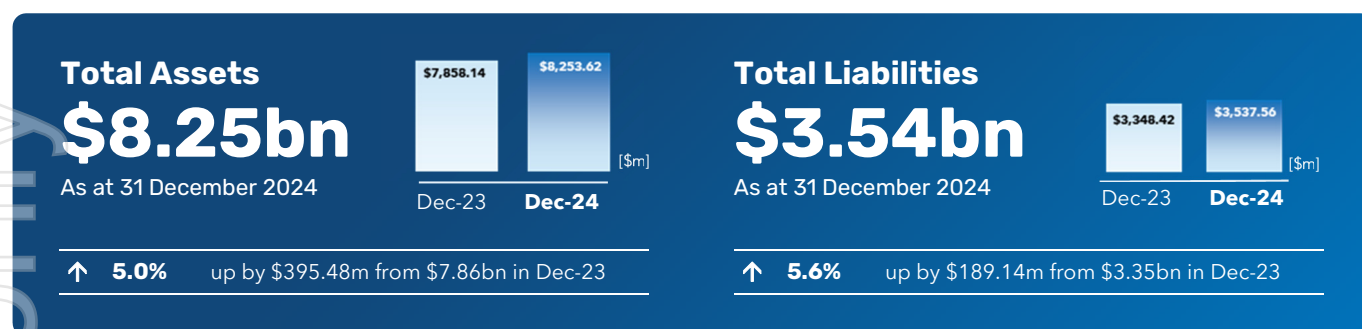 Total Assets
$8.25bn
As at 31 December 2024
$7,858.14
$8,253.62
[$m]
Dec-23
Dec-24
5.0%
up by $395.48m from $7.86bn in Dec-23
Total Liabilities
$3.54bn
As at 31 December 2024
$3,348.42
$3,537.56
[$m]
Dec-23
Dec-24
5.6%
up by $189.14m from $3.35bn in Dec-23